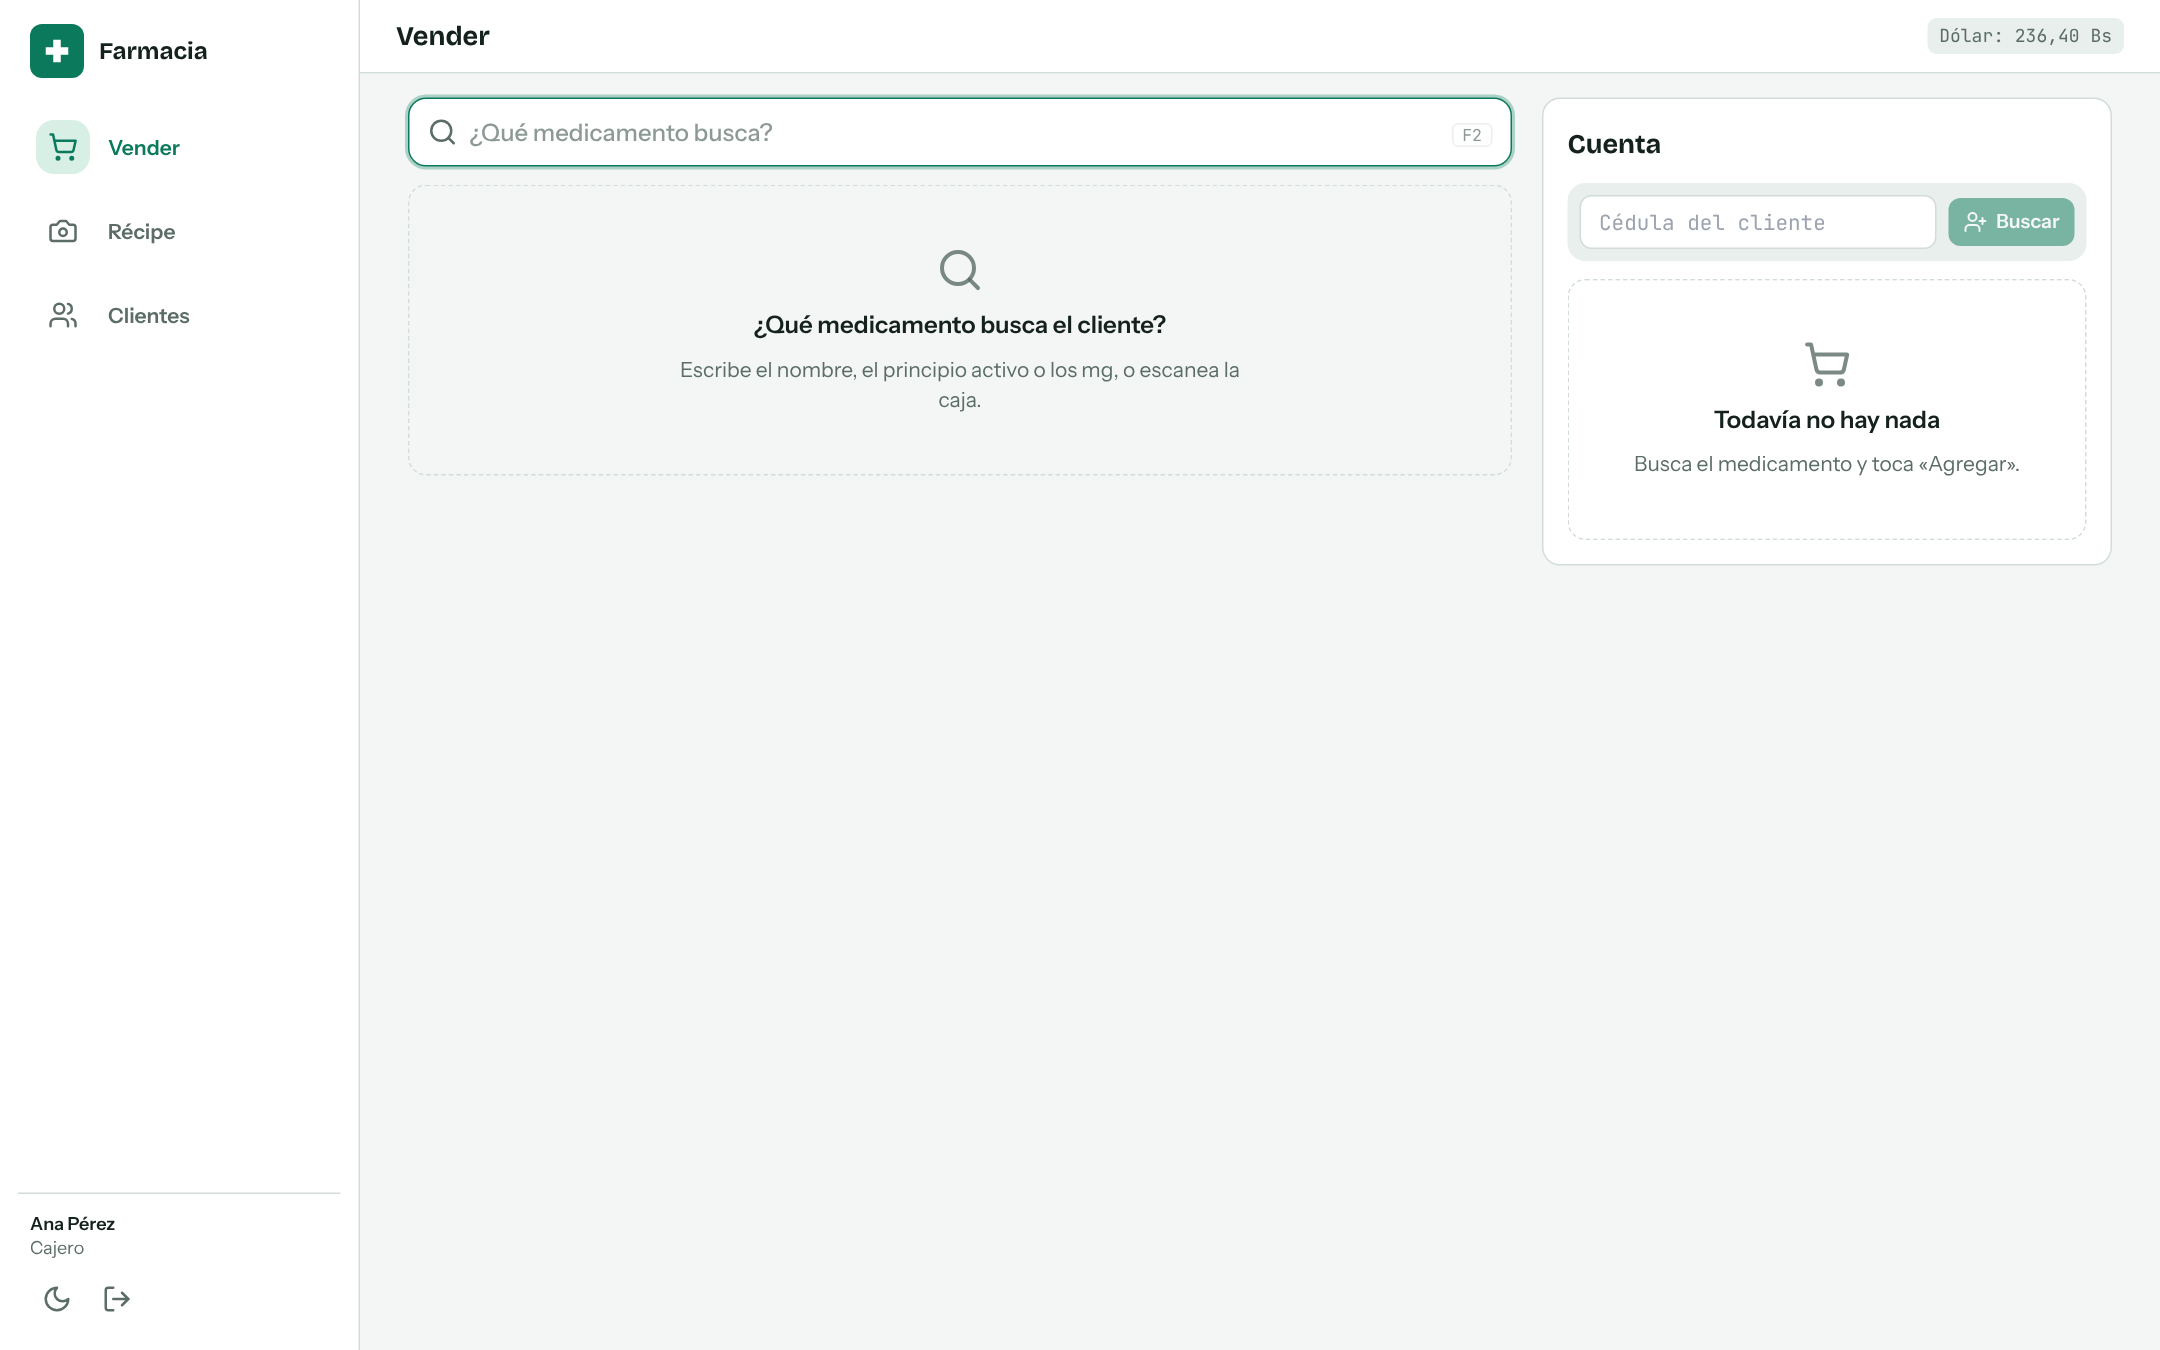 Farmacia
Vender
Récipe
Clientes
Ana Pérez
Cajero
Vender
Dólar: 236,40 Bs
¿Qué medicamento busca?
F2
¿Qué medicamento busca el cliente?
Escribe el nombre, el principio activo o los mg, o escanea la
caja.
Cuenta
Cédula del cliente
Buscar
Todavía no hay nada
Busca el medicamento y toca «Agregar».